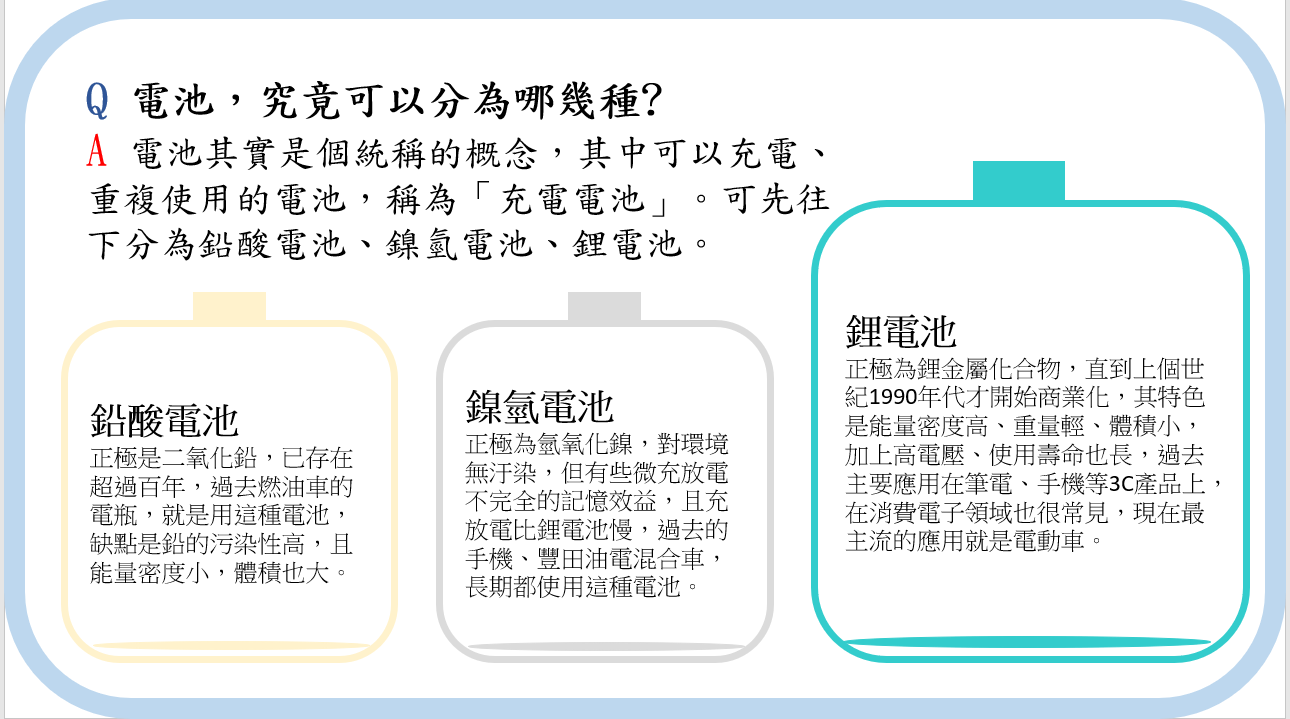 Q 電池，究竟可以分為哪幾種?
A 電池其實是個統稱的概念，其中可以充電、
重複使用的電池，稱為「充電電池」。可先往
下分為鉛酸電池、鎳氫電池、鋰電池。
鉛酸電池
正極是二氧化鉛，已存在
超過百年，過去燃油車的
電瓶，就是用這種電池，
缺點是鉛的污染性高，且
能量密度小，體積也大。
鎳氫電池
正極為氫氧化鎳，對環境
無汙染，但有些微充放電
不完全的記憶效益，且充
放電比鋰電池慢，過去的
手機、豐田油電混合車，
長期都使用這種電池。
鋰電池
正極為鋰金屬化合物，直到上個世
紀1990年代才開始商業化，其特色
是能量密度高、重量輕、體積小，
加上高電壓、使用壽命也長，過去
主要應用在筆電、手機等3C產品上，
在消費電子領域也很常見，現在最
主流的應用就是電動車。